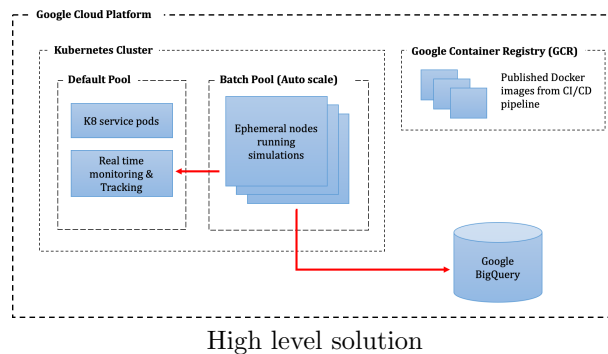 Google Cloud Platform
Kubernetes Cluster
Default Pool
K8 service pods
Real time
monitoring &
Tracking
Batch Pool (Auto scale)
Ephemeral nodes
running
simulations
Google Container Registry (GCR)
Published Docker
images from CI/CD
pipeline
Google
BigQuery
High level solution